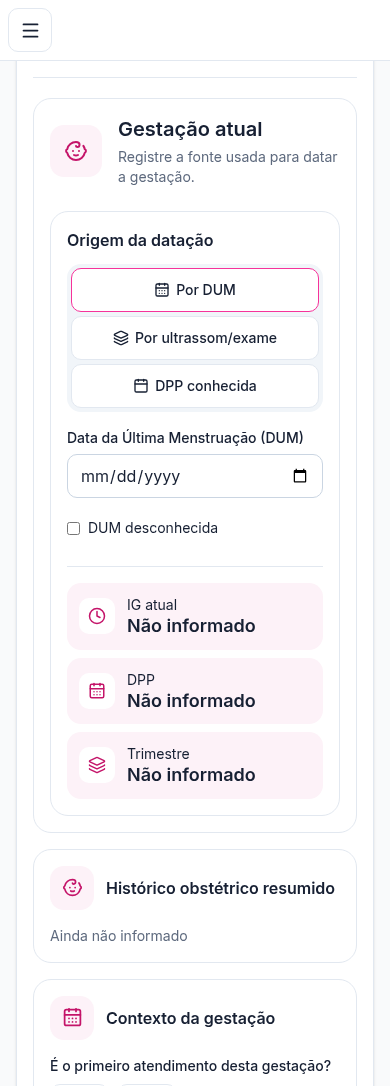 Gestação atual
Registre a fonte usada para datar
a gestação.
Origem da datação
Por DUM
Por ultrassom/exame
DPP conhecida
Data da Última Menstruação (DUM)
mm/dd/yyyy
DUM desconhecida
IG atual
Não informado
DPP
Não informado
Trimestre
Não informado
Histórico obstétrico resumido
Ainda não informado
Contexto da gestação
É o primeiro atendimento desta gestação?